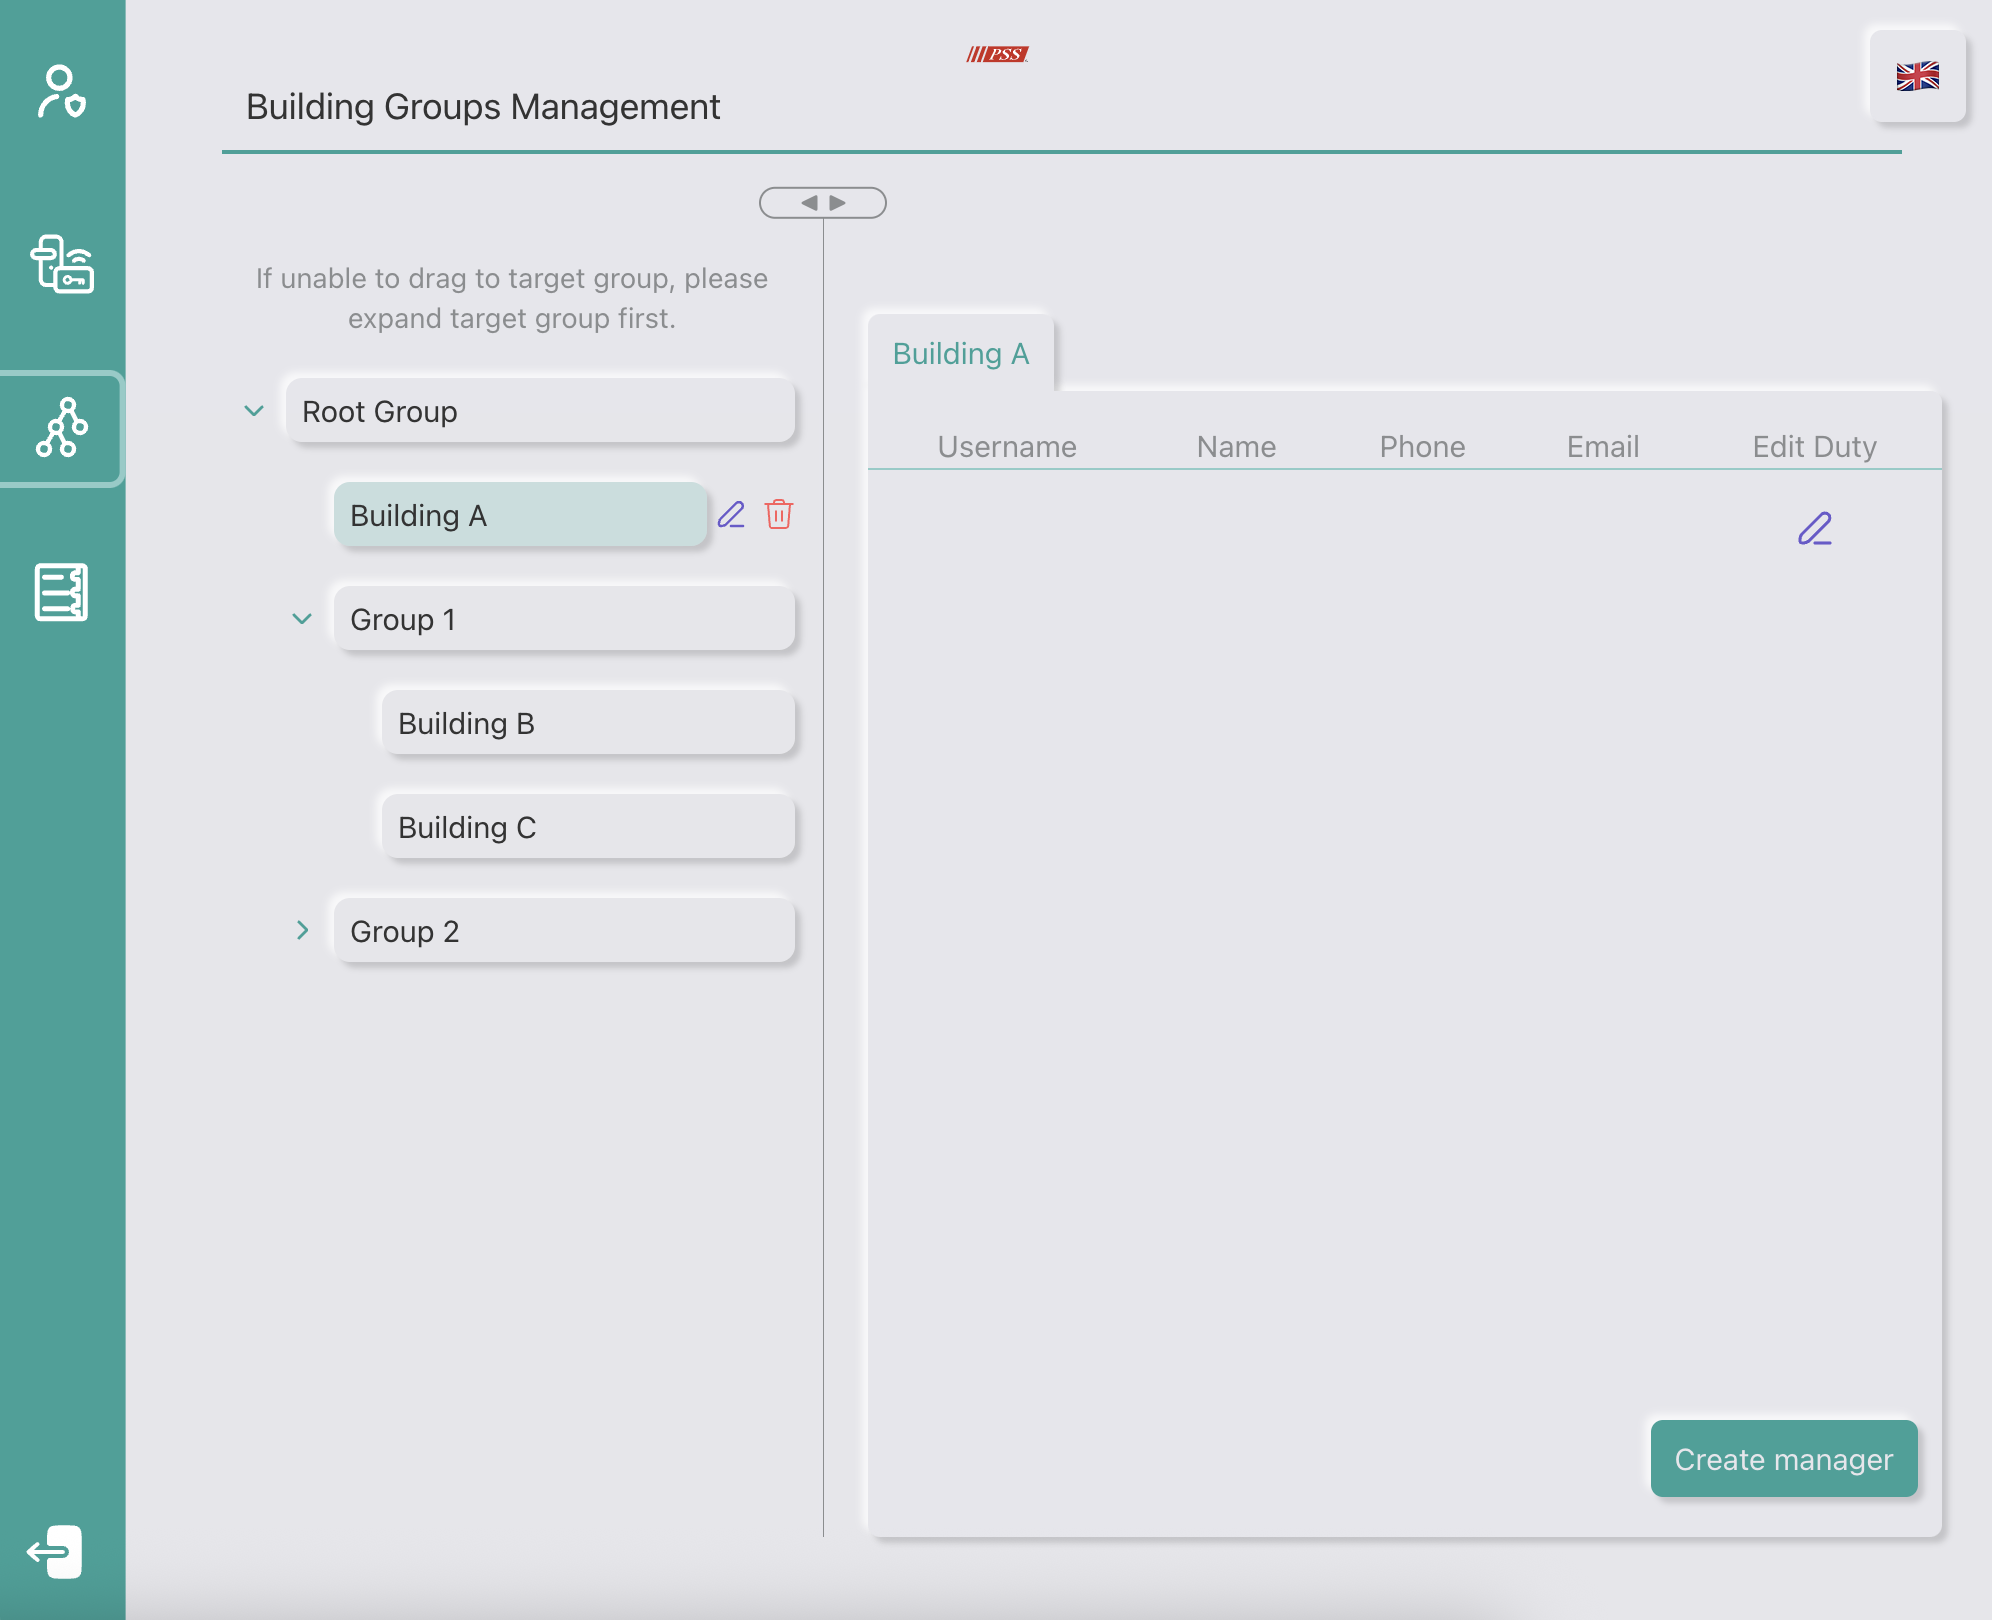 PSS
Building Groups Management
If unable to drag to target group, please
expand target group first.
Root Group
Building A
Group 1
Building B
Building C
Group 2
Building A
Username Name Phone Email Edit Duty
Create manager